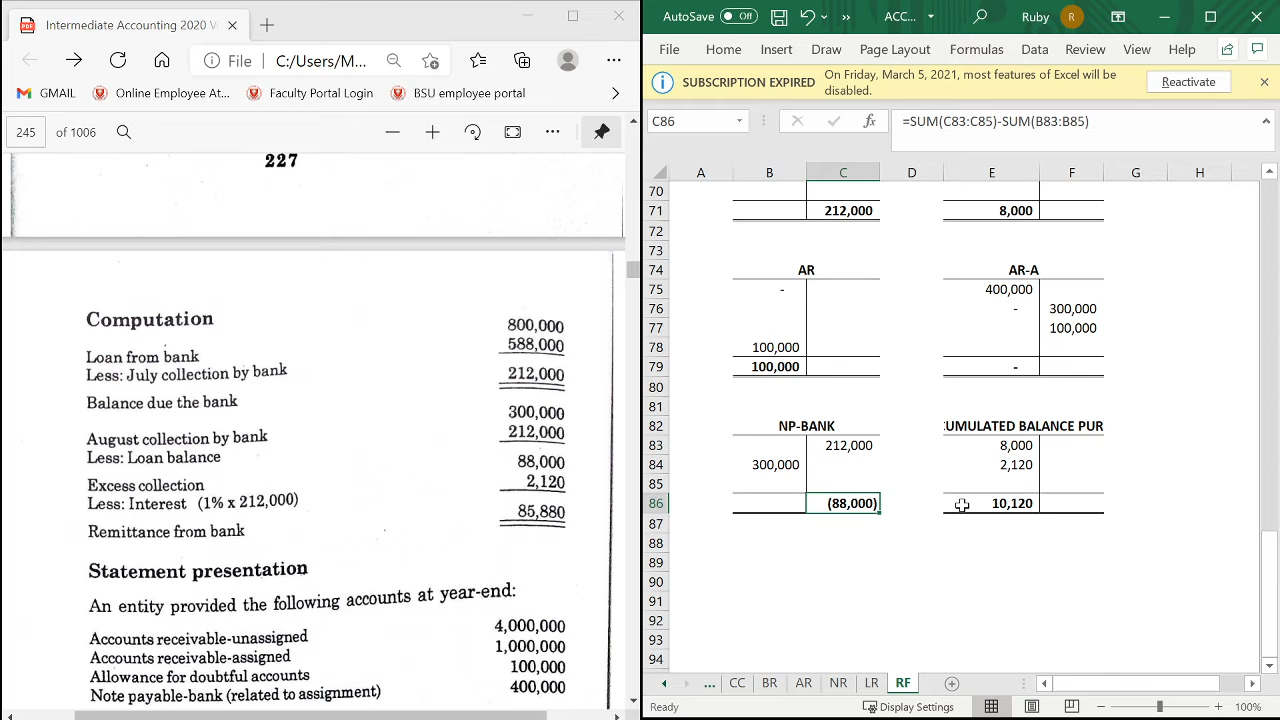 Intermediate Accounting 2020 V
File C:/Users/M...
GMAIL Online Employee At... Faculty Portal Login BSU employee portal
245 of 1006
227
Computation
Loan from bank 800,000
Less: July collection by bank 588,000
Balance due the bank 212,000
August collection by bank 300,000
Less: Loan balance 212,000
Excess collection 88,000
Less: Interest (1% x 212,000) 2,120
Remittance from bank 85,880
Statement presentation
An entity provided the following accounts at year-end:
Accounts receivable-unassigned 4,000,000
Accounts receivable-assigned 1,000,000
Allowance for doubtful accounts 100,000
Note payable-bank (related to assignment) 400,000
AutoSave Off ACC... Ruby R
File Home Insert Draw Page Layout Formulas Data Review View Help
SUBSCRIPTION EXPIRED On Friday, March 5, 2021, most features of Excel will be disabled. Reactivate
C86 fx =SUM(C83:C85)-SUM(B83:B85)
A B C D E F G H
70
71 212,000 8,000
72
73
74 AR AR-A
75 - 400,000
76 - 300,000
77 100,000
78 100,000
79 100,000 -
80
81
82 NP-BANK CUMULATED BALANCE PUR
83 212,000 8,000
84 300,000 2,120
85
86 (88,000) 10,120
87
88
89
90
91
92
93
94
... CC BR AR NR LR RF
Ready Display Settings 100%